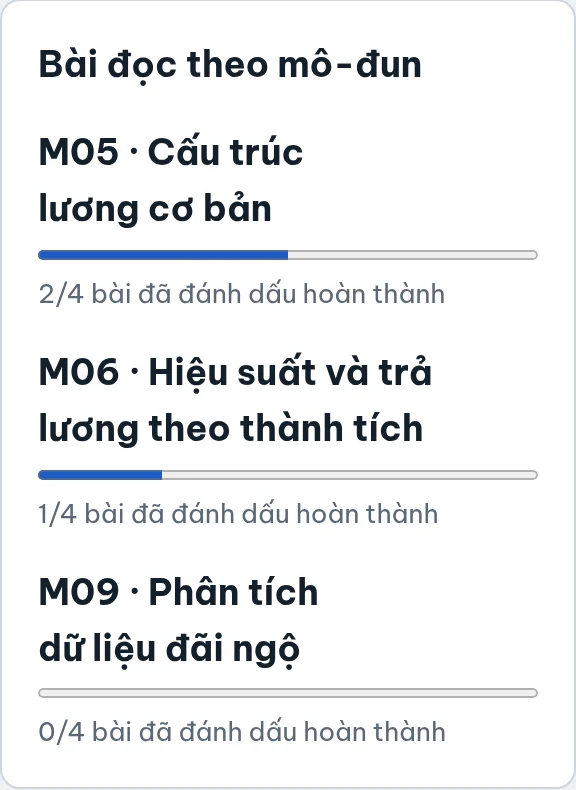 Bài đọc theo mô-đun
M05 · Cấu trúc
lương cơ bản
2/4 bài đã đánh dấu hoàn thành
M06 · Hiệu suất và trả
lương theo thành tích
1/4 bài đã đánh dấu hoàn thành
M09 · Phân tích
dữ liệu đãi ngộ
0/4 bài đã đánh dấu hoàn thành